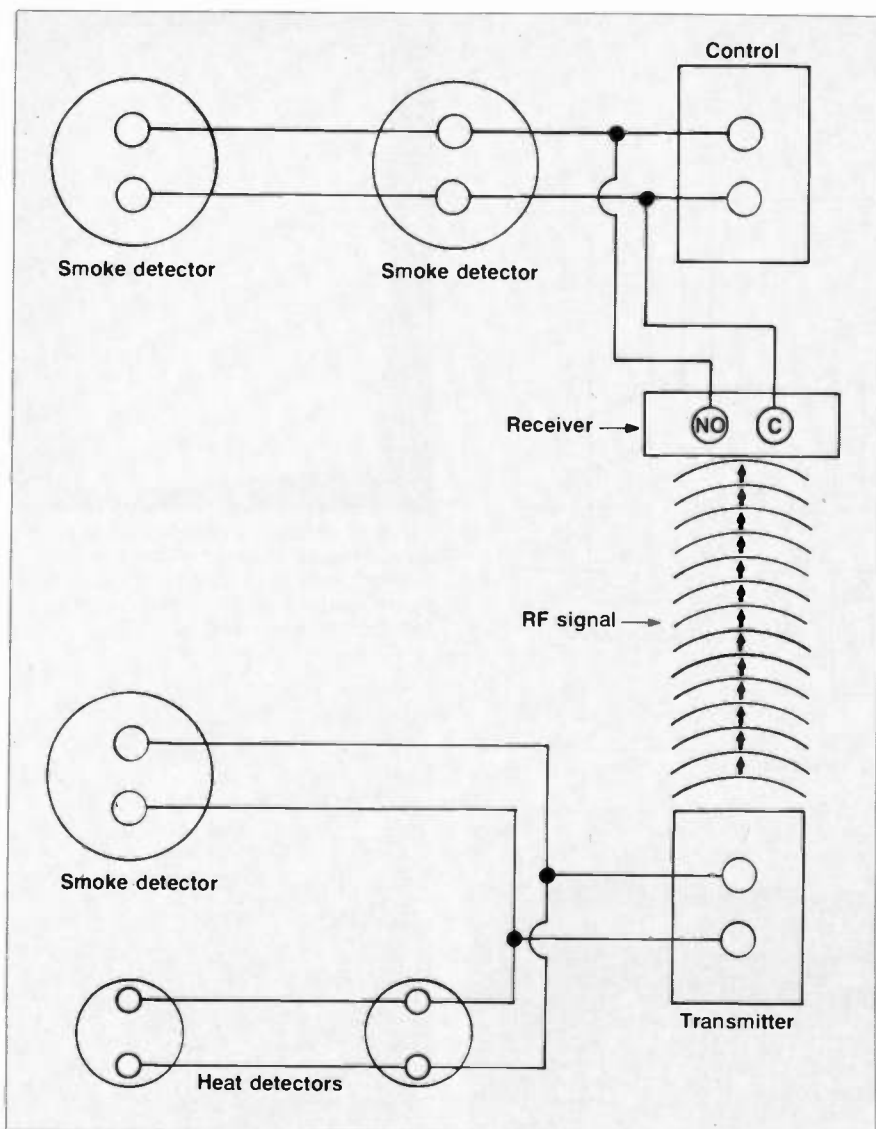 Control
Smoke detector
Smoke detector
Receiver
NO
C
RF signal
Smoke detector
Heat detectors
Transmitter